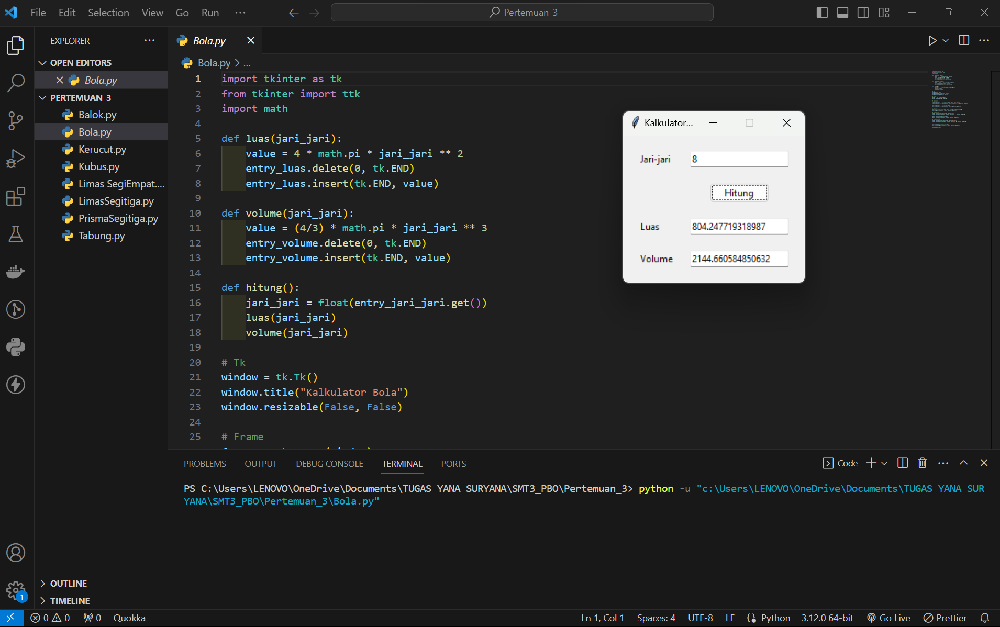 File Edit Selection View Go Run ...
Pertemuan_3
EXPLORER ...
OPEN EDITORS
Bola.py
PERTEMUAN_3
Balok.py
Bola.py
Kerucut.py
Kubus.py
Limas SegiEmpat....
LimasSegitiga.py
PrismaSegitiga.py
Tabung.py
OUTLINE
TIMELINE
Bola.py
Bola.py > ...
1 import tkinter as tk
2 from tkinter import ttk
3 import math
4
5 def luas(jari_jari):
6 value = 4 * math.pi * jari_jari ** 2
7 entry_luas.delete(0, tk.END)
8 entry_luas.insert(tk.END, value)
9
10 def volume(jari_jari):
11 value = (4/3) * math.pi * jari_jari ** 3
12 entry_volume.delete(0, tk.END)
13 entry_volume.insert(tk.END, value)
14
15 def hitung():
16 jari_jari = float(entry_jari_jari.get())
17 luas(jari_jari)
18 volume(jari_jari)
19
20 # Tk
21 window = tk.Tk()
22 window.title("Kalkulator Bola")
23 window.resizable(False, False)
24
25 # Frame
Kalkulator...
Jari-jari 8
Hitung
Luas 804.247719318987
Volume 2144.660584850632
PROBLEMS OUTPUT DEBUG CONSOLE TERMINAL PORTS
Code
PS C:\Users\LENOVO\OneDrive\Documents\TUGAS YANA SURYANA\SMT3_PBO\Pertemuan_3> python -u "c:\Users\LENOVO\OneDrive\Documents\TUGAS YANA SUR
YANA\SMT3_PBO\Pertemuan_3\Bola.py"
1
0 0 0 Quokka
Ln 1, Col 1 Spaces: 4 UTF-8 LF Python 3.12.0 64-bit Go Live Prettier